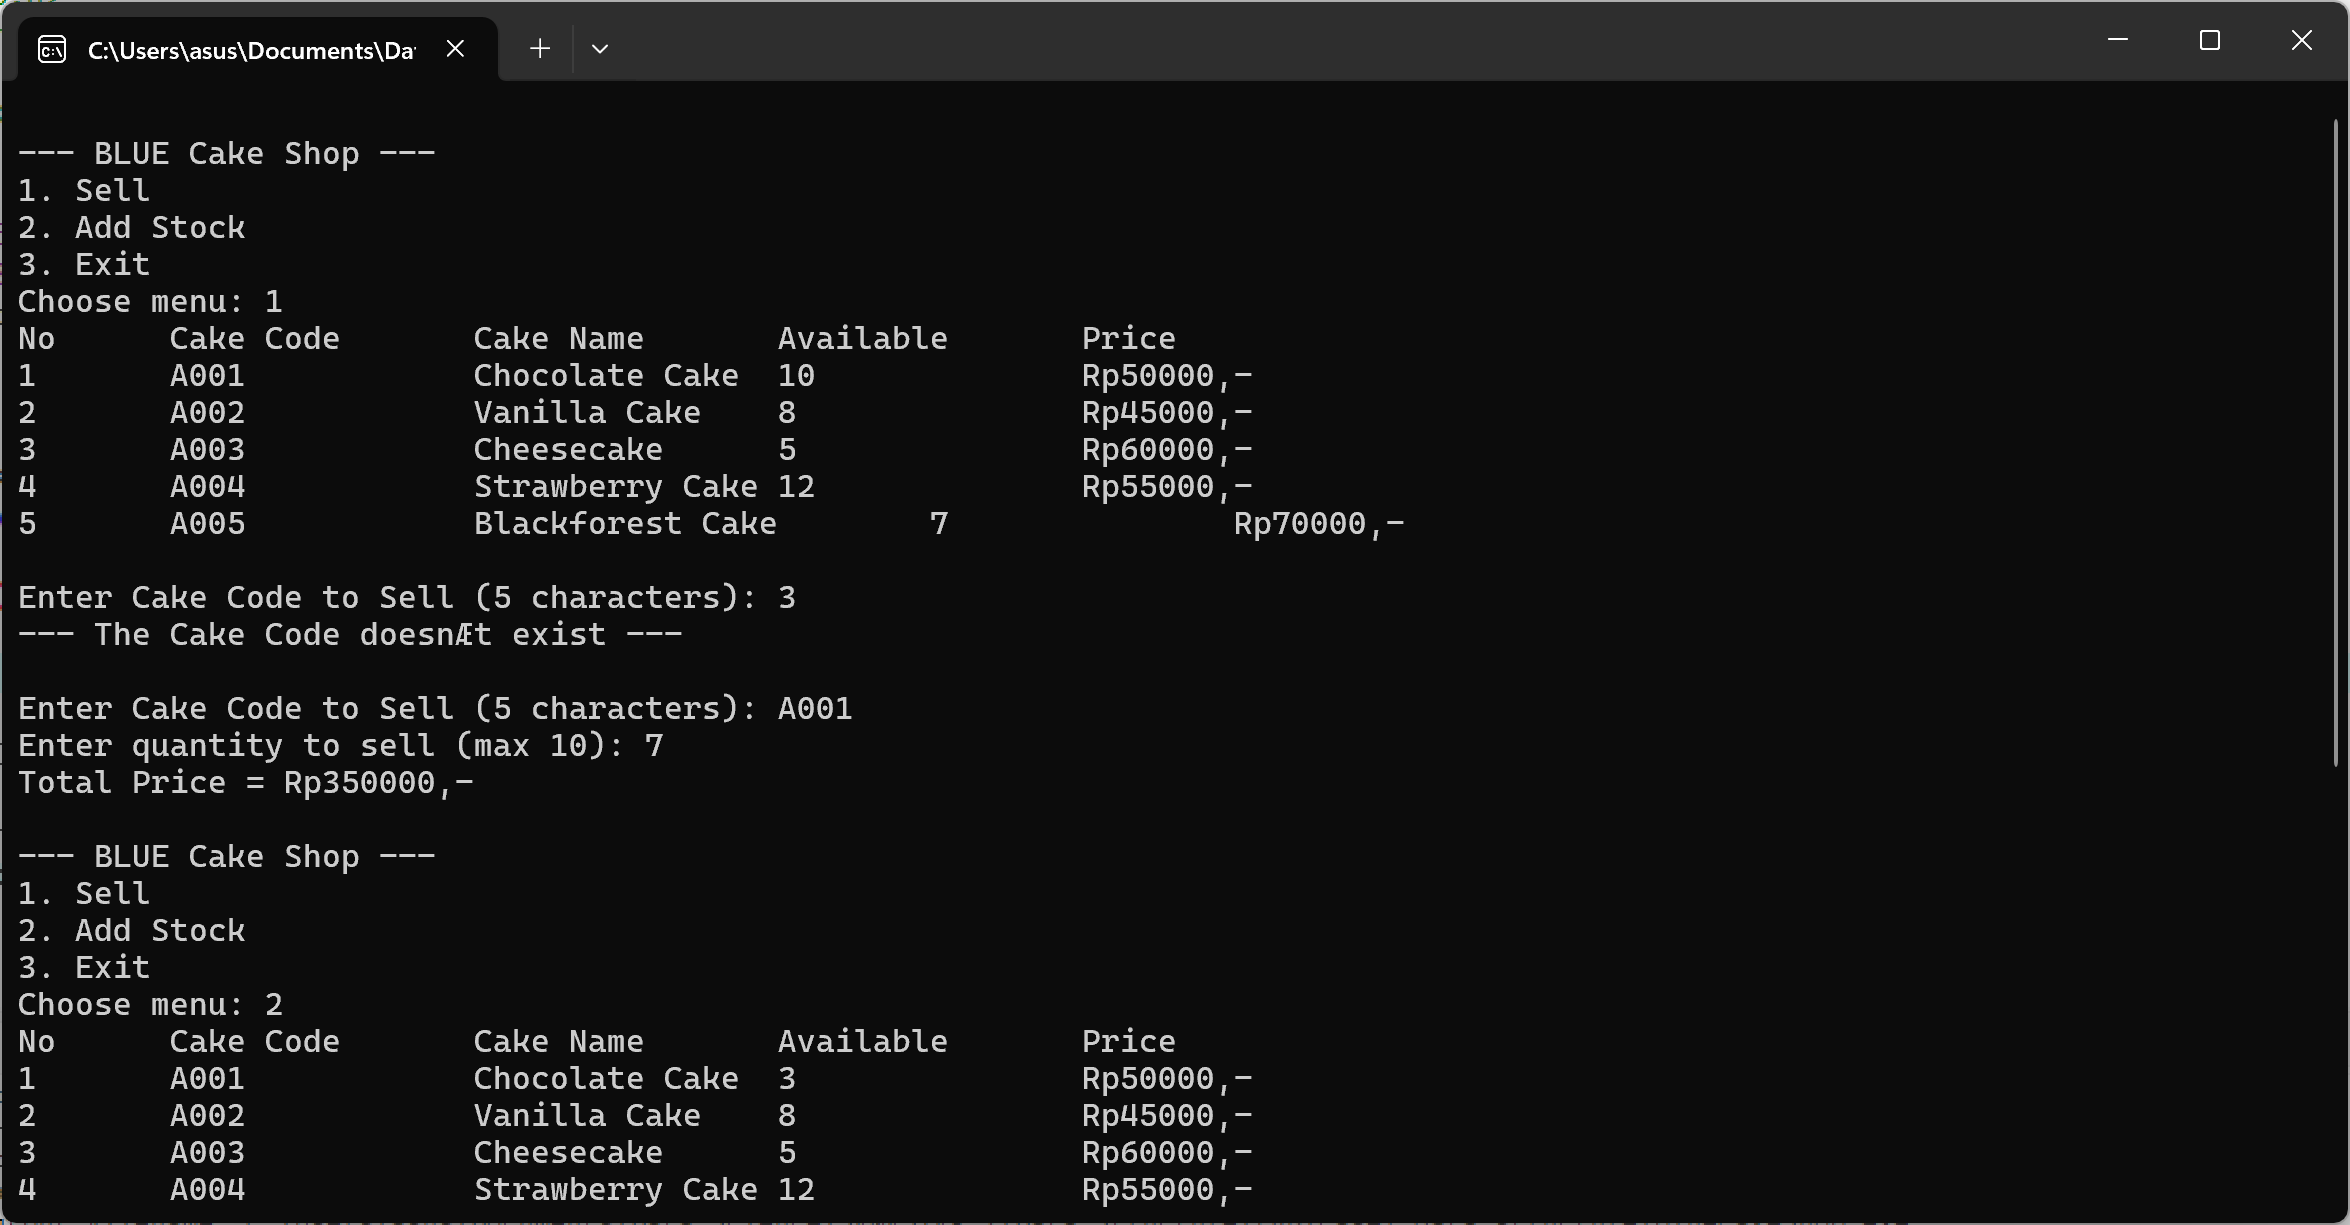 C:\Users\asus\Documents\Da
--- BLUE Cake Shop ---
1. Sell
2. Add Stock
3. Exit
Choose menu: 1
No Cake Code Cake Name Available Price
1 A001 Chocolate Cake 10 Rp50000,-
2 A002 Vanilla Cake 8 Rp45000,-
3 A003 Cheesecake 5 Rp60000,-
4 A004 Strawberry Cake 12 Rp55000,-
5 A005 Blackforest Cake 7 Rp70000,-
Enter Cake Code to Sell (5 characters): 3
--- The Cake Code doesnÆt exist ---
Enter Cake Code to Sell (5 characters): A001
Enter quantity to sell (max 10): 7
Total Price = Rp350000,-
--- BLUE Cake Shop ---
1. Sell
2. Add Stock
3. Exit
Choose menu: 2
No Cake Code Cake Name Available Price
1 A001 Chocolate Cake 3 Rp50000,-
2 A002 Vanilla Cake 8 Rp45000,-
3 A003 Cheesecake 5 Rp60000,-
4 A004 Strawberry Cake 12 Rp55000,-